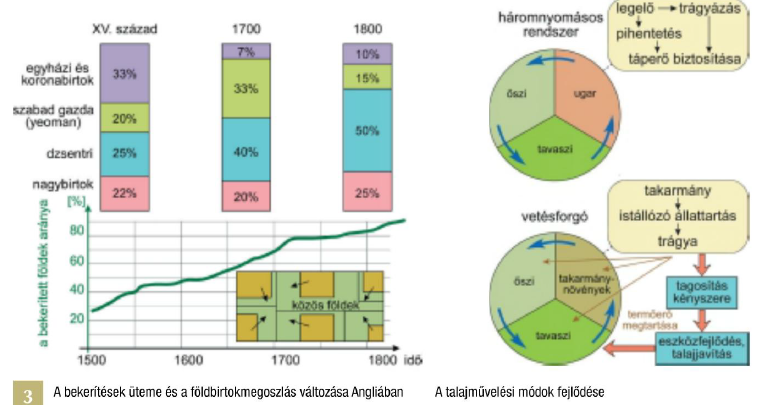 XV. század
1700
1800
egyházi és
koronabirtok
33%
7%
10%
szabad gazda
(yeoman)
20%
33%
15%
dzsentri
25%
40%
50%
nagybirtok
22%
20%
25%
[%]
a bekerített földek aránya
80
60
40
20
közös földek
1500
1600
1700
1800
idő
háromnyomásos
rendszer
legelő
trágyázás
pihentetés
táperő biztosítása
őszi
ugar
tavaszi
vetésforgó
takarmány
istállózó állattartás
trágya
őszi
takarmány-
növények
tavaszi
tagosítás
kényszere
termőerő
megtartása
eszközfejlődés,
talajjavítás
3
A bekerítések üteme és a földbirtokmegoszlás változása Angliában
A talajművelési módok fejlődése